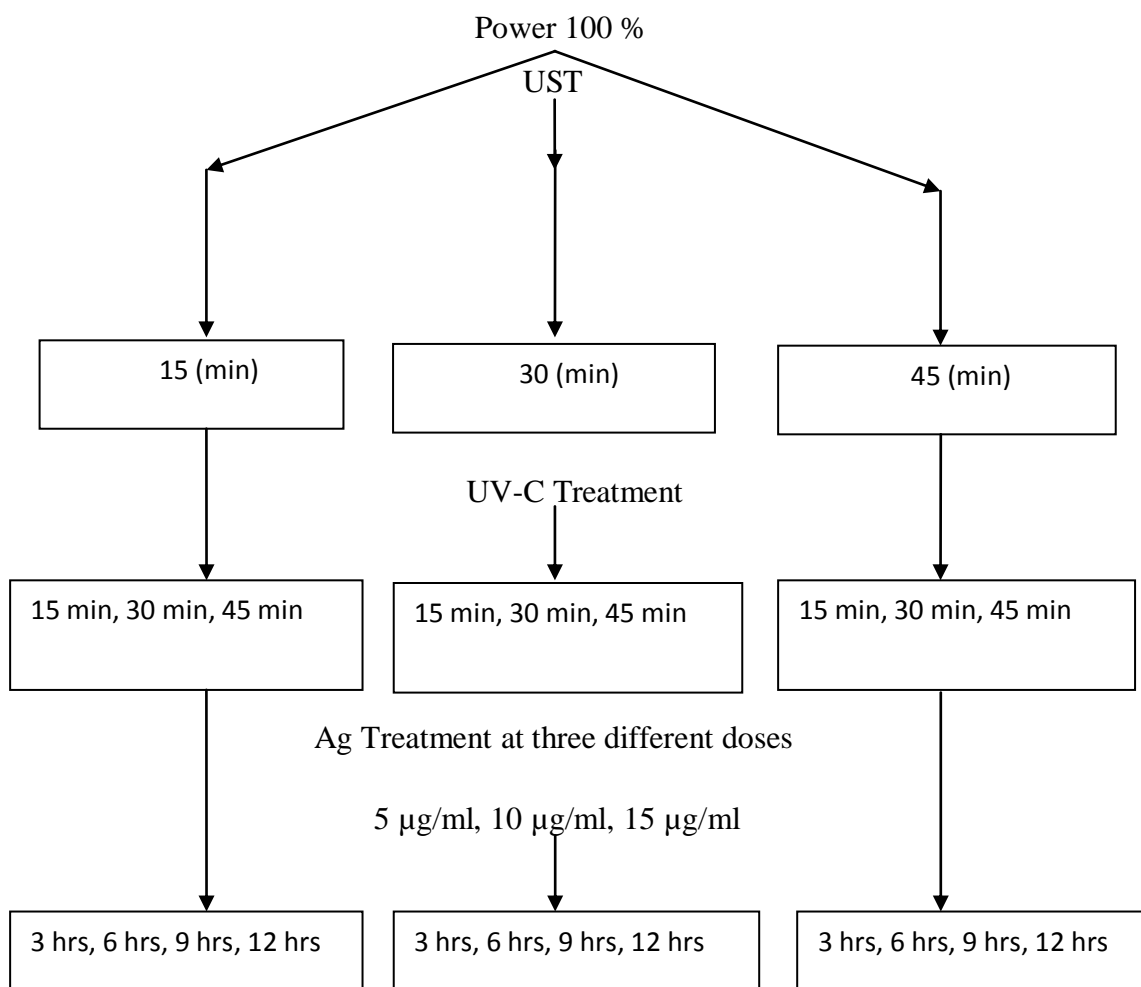 Power 100 %
UST
15 (min)
30 (min)
45 (min)
UV-C Treatment
15 min, 30 min, 45 min
15 min, 30 min, 45 min
15 min, 30 min, 45 min
Ag Treatment at three different doses
5 µg/ml, 10 µg/ml, 15 µg/ml
3 hrs, 6 hrs, 9 hrs, 12 hrs
3 hrs, 6 hrs, 9 hrs, 12 hrs
3 hrs, 6 hrs, 9 hrs, 12 hrs